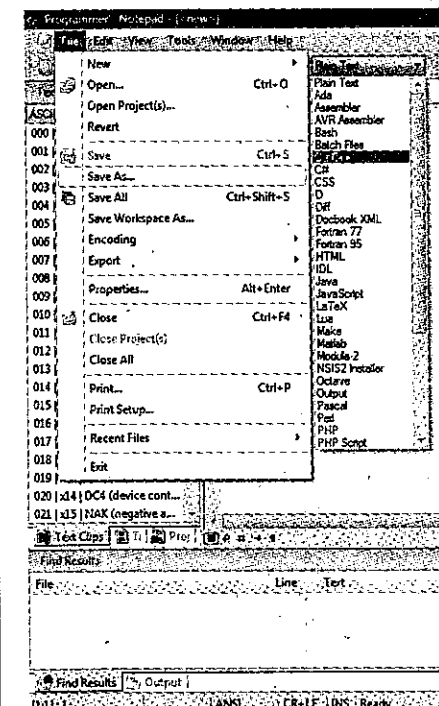 Programmers Notepad - [<new>]
File Edit View Tools Window Help
New
Open... Ctrl+O
Open Project(s)...
Revert
Save Ctrl+S
Save As...
Save All Ctrl+Shift+S
Save Workspace As...
Encoding
Export
Properties... Alt+Enter
Close Ctrl+F4
Close Project(s)
Close All
Print... Ctrl+P
Print Setup...
Recent Files
Exit
Plain Text
Plain Text
Ada
Assembler
AVR Assembler
Bash
Batch Files
C#
CSS
D
Diff
Docbook XML
Fortran 77
Fortran 95
HTML
IDL
Java
JavaScript
LaTeX
Lua
Make
Matlab
Modula-2
NSIS2 Installer
Octave
Output
Pascal
Perl
PHP
PHP Script
ASCII
000
001
002
003
004
005
006
007
008
009
010
011
012
013
014
015
016
017
018
019
020 | x14 | DC4 (device cont...
021 | x15 | NAK (negative a...
Text Clips
Find Results
File Line Text
Find Results Output
ANSI CR+LF INS Ready